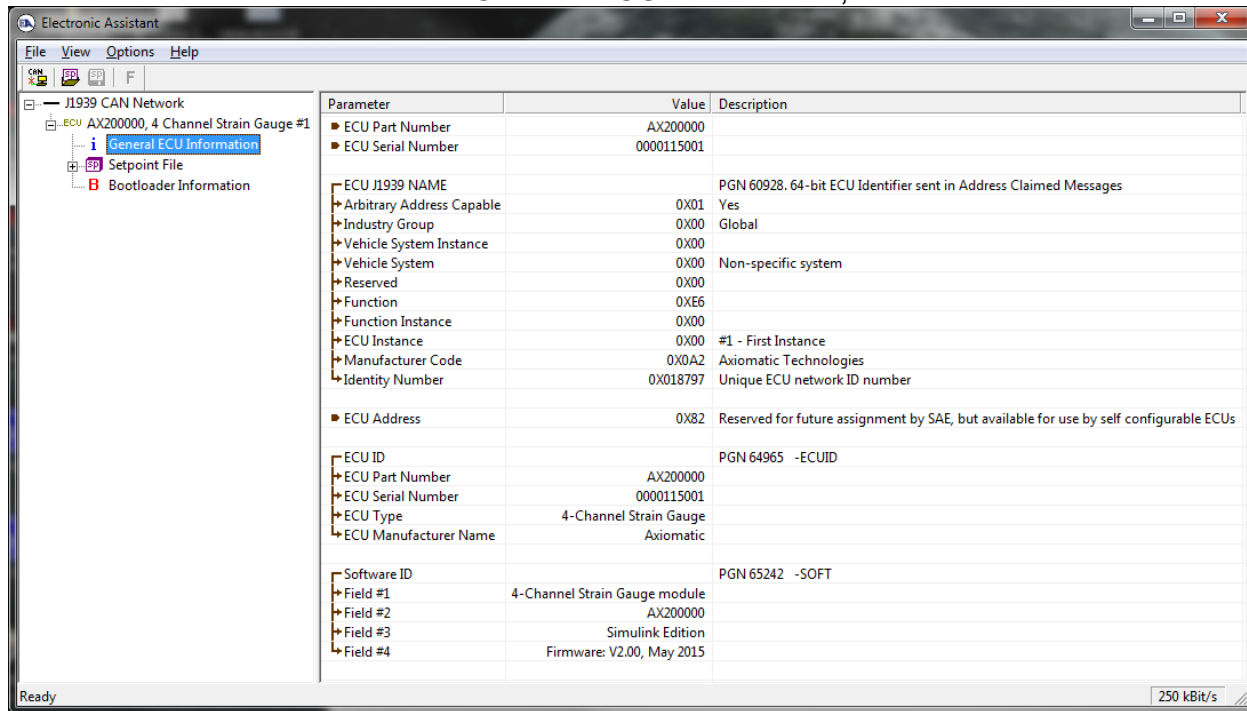 Electronic Assistant
File View Options Help
CAN SP SP F
J1939 CAN Network
ECU AX200000, 4 Channel Strain Gauge #1
i General ECU Information
SP Setpoint File
B Bootloader Information
Parameter Value Description
ECU Part Number AX200000
ECU Serial Number 0000115001
ECU J1939 NAME PGN 60928. 64-bit ECU Identifier sent in Address Claimed Messages
Arbitrary Address Capable 0X01 Yes
Industry Group 0X00 Global
Vehicle System Instance 0X00
Vehicle System 0X00 Non-specific system
Reserved 0X00
Function 0XE6
Function Instance 0X00
ECU Instance 0X00 #1 - First Instance
Manufacturer Code 0X0A2 Axiomatic Technologies
Identity Number 0X018797 Unique ECU network ID number
ECU Address 0X82 Reserved for future assignment by SAE, but available for use by self configurable ECUs
ECU ID PGN 64965 -ECUID
ECU Part Number AX200000
ECU Serial Number 0000115001
ECU Type 4-Channel Strain Gauge
ECU Manufacturer Name Axiomatic
Software ID PGN 65242 -SOFT
Field #1 4-Channel Strain Gauge module
Field #2 AX200000
Field #3 Simulink Edition
Field #4 Firmware: V2.00, May 2015
Ready 250 kBit/s